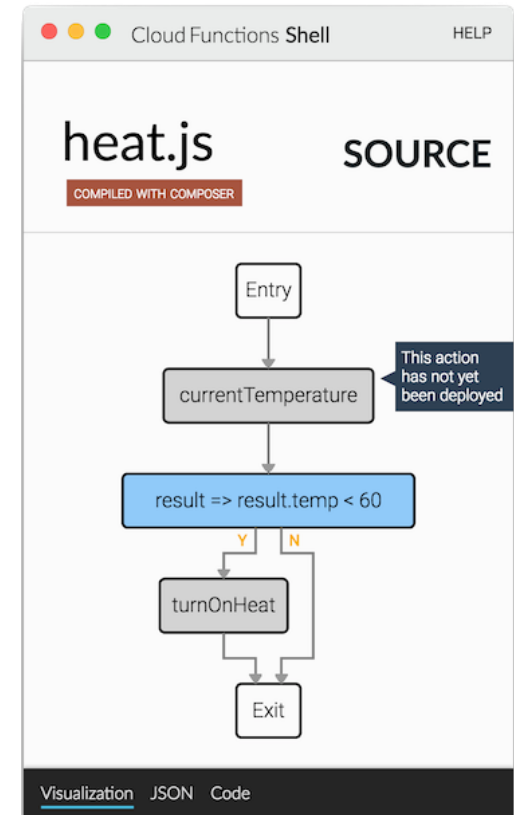 Cloud Functions Shell
HELP
heat.js
SOURCE
COMPILED WITH COMPOSER
Entry
This action
has not yet
been deployed
currentTemperature
result => result.temp < 60
Y
N
turnOnHeat
Exit
Visualization JSON Code